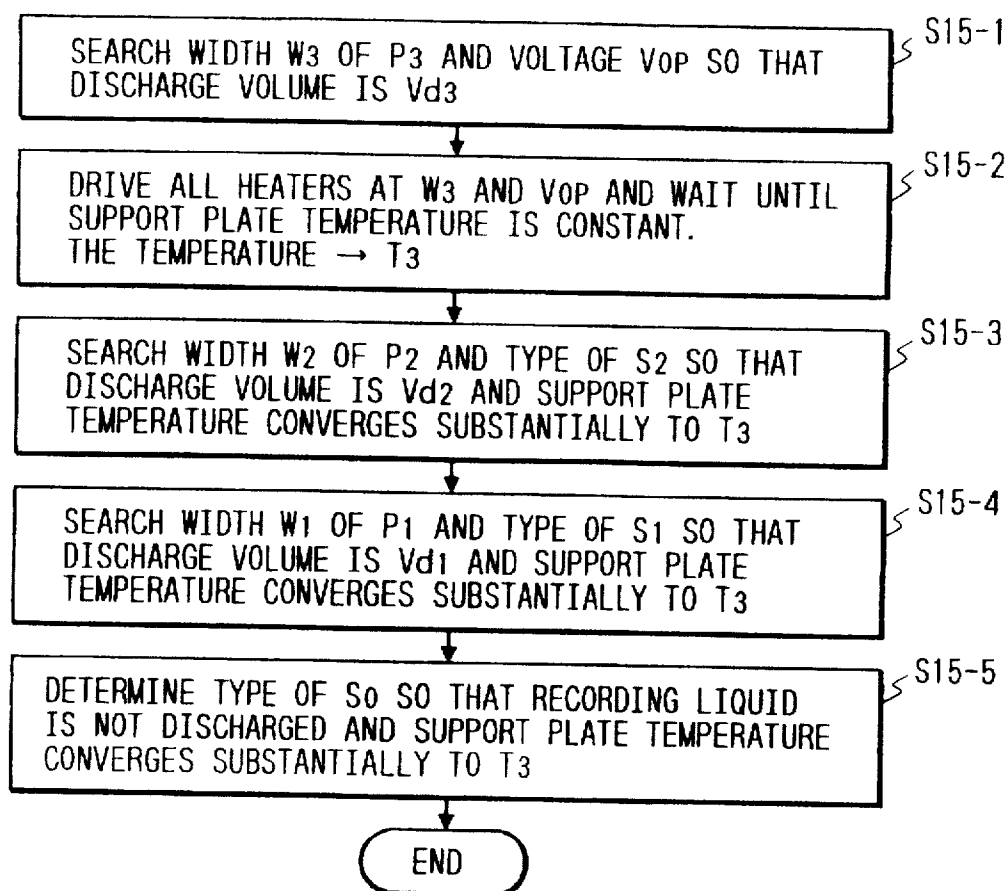 S15-1
SEARCH WIDTH W3 OF P3 AND VOLTAGE VOP SO THAT
DISCHARGE VOLUME IS Vd3
S15-2
DRIVE ALL HEATERS AT W3 AND VOP AND WAIT UNTIL
SUPPORT PLATE TEMPERATURE IS CONSTANT.
THE TEMPERATURE → T3
S15-3
SEARCH WIDTH W2 OF P2 AND TYPE OF S2 SO THAT
DISCHARGE VOLUME IS Vd2 AND SUPPORT PLATE
TEMPERATURE CONVERGES SUBSTANTIALLY TO T3
S15-4
SEARCH WIDTH W1 OF P1 AND TYPE OF S1 SO THAT
DISCHARGE VOLUME IS Vd1 AND SUPPORT PLATE
TEMPERATURE CONVERGES SUBSTANTIALLY TO T3
S15-5
DETERMINE TYPE OF S0 SO THAT RECORDING LIQUID
IS NOT DISCHARGED AND SUPPORT PLATE TEMPERATURE
CONVERGES SUBSTANTIALLY TO T3
END